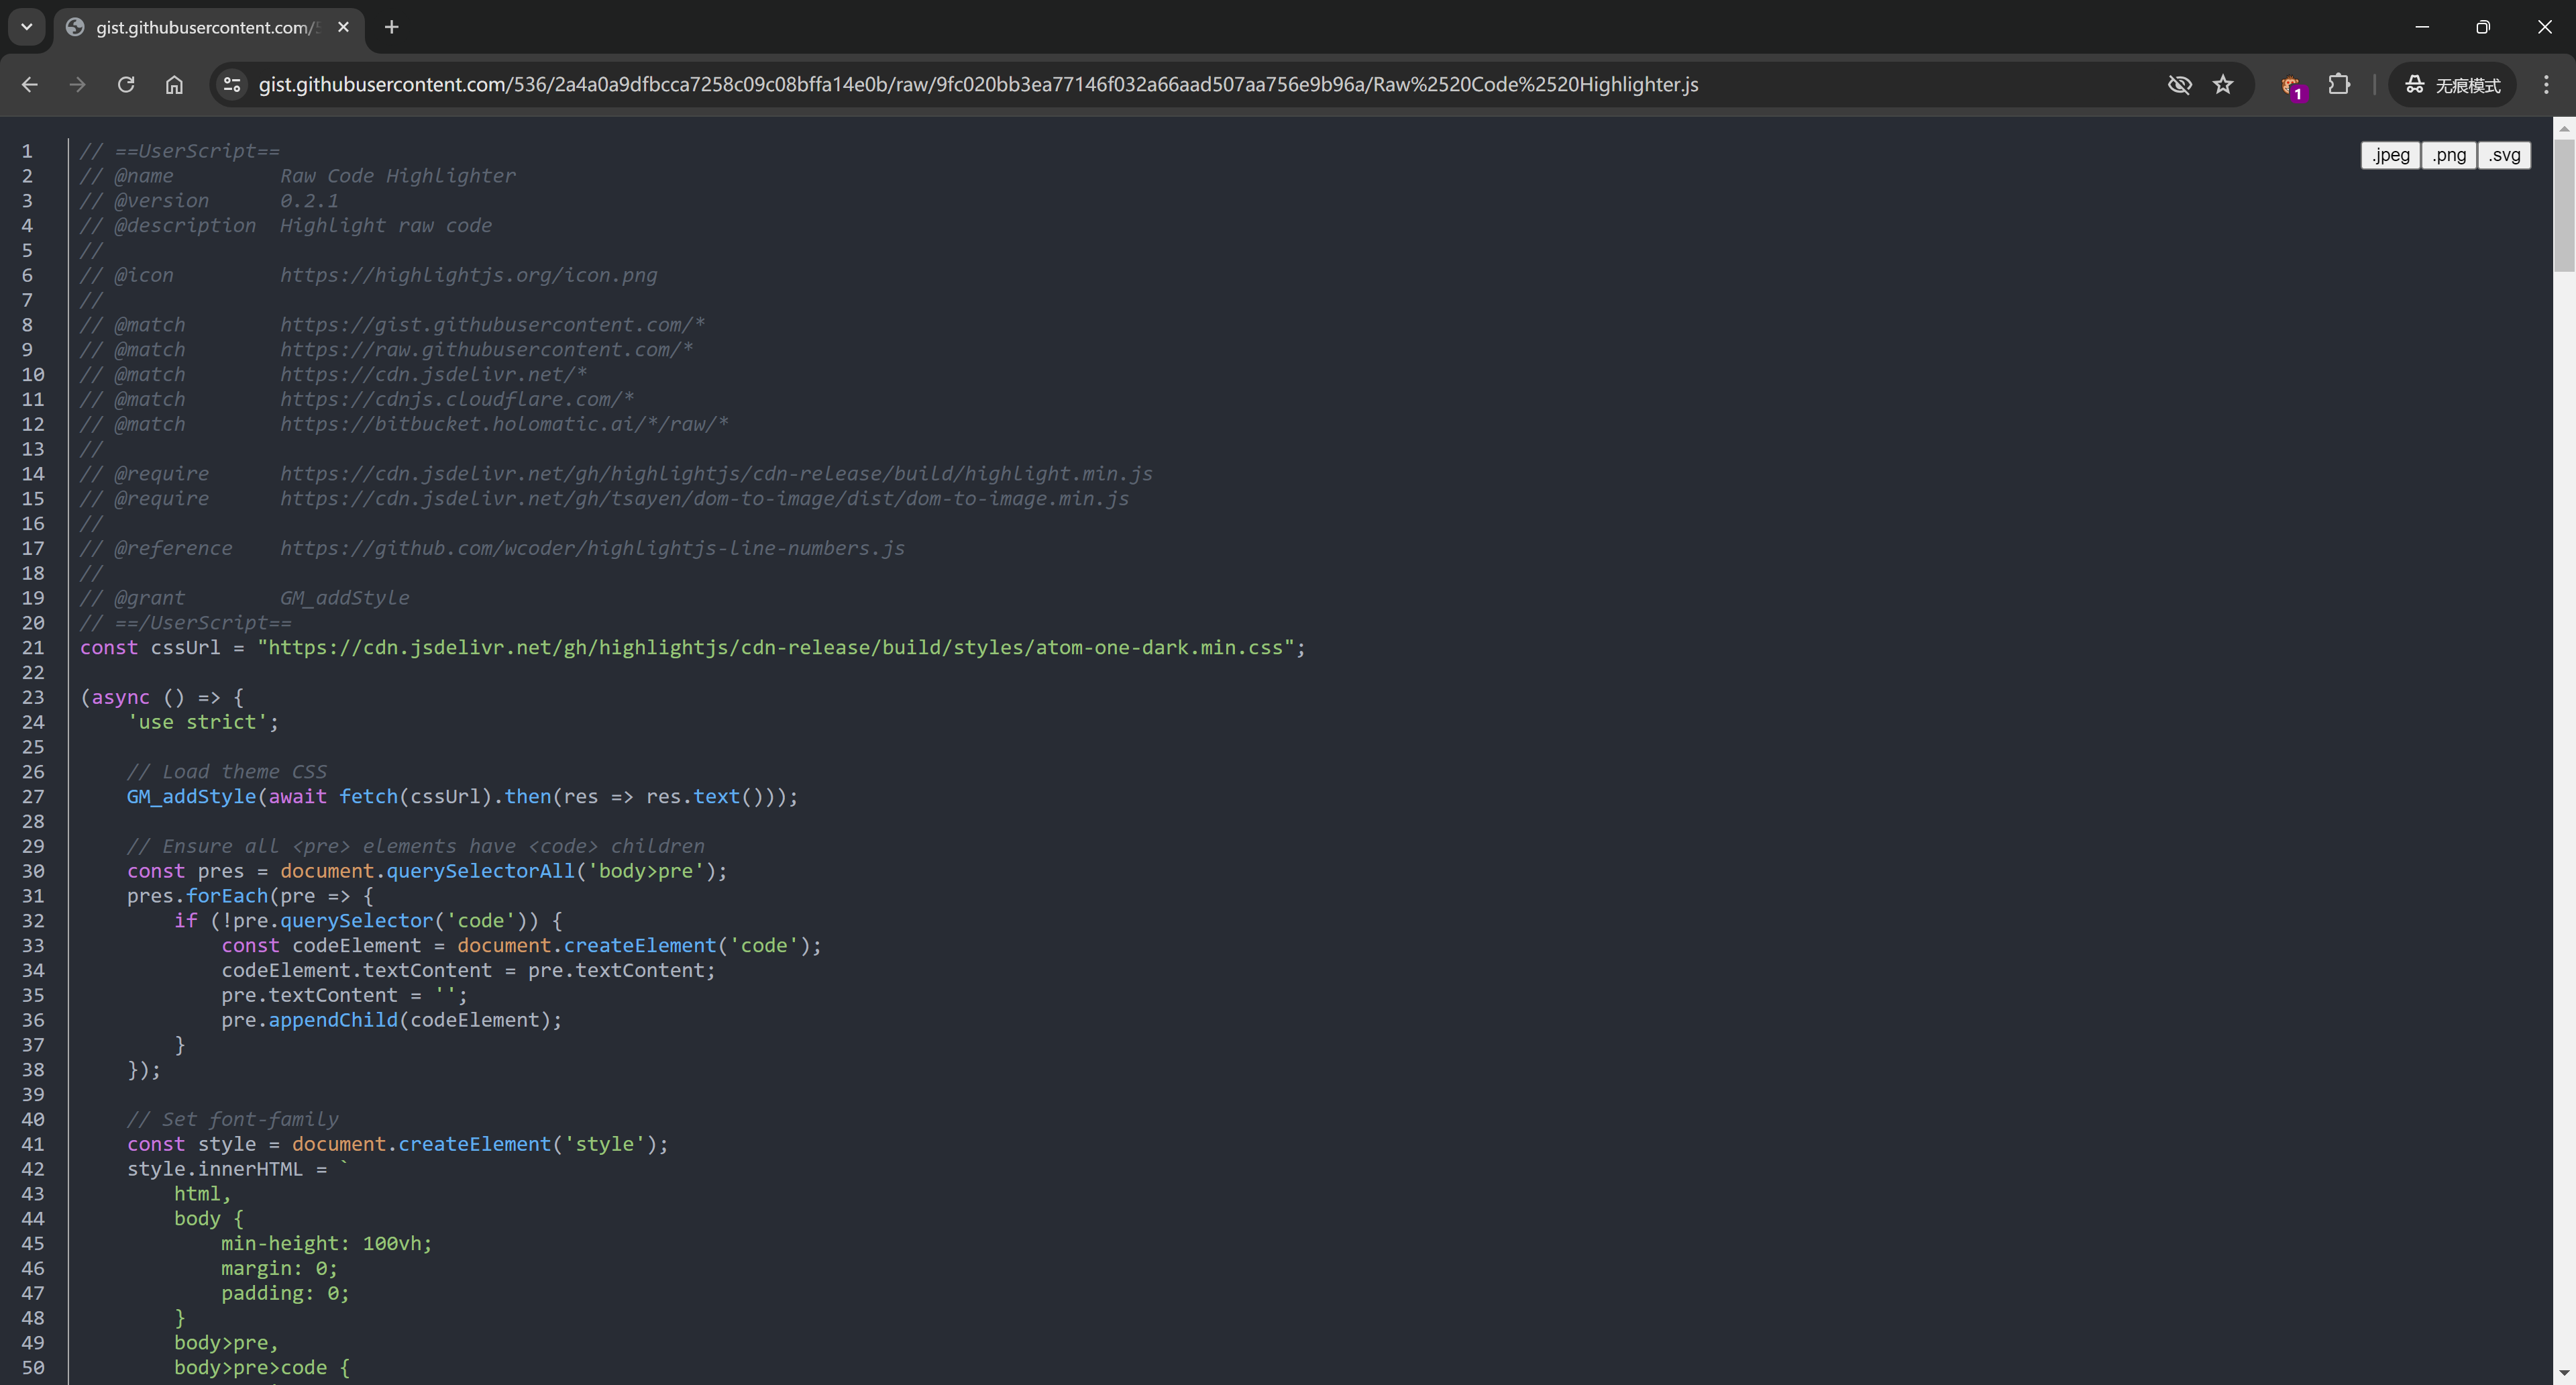 gist.githubusercontent.com/
gist.githubusercontent.com/536/2a4a0a9dfbcca7258c09c08bffa14e0b/raw/9fc020bb3ea77146f032a66aad507aa756e9b96a/Raw%2520Code%2520Highlighter.js
1
无痕模式
.jpeg .png .svg
1 // ==UserScript==
2 // @name         Raw Code Highlighter
3 // @version      0.2.1
4 // @description  Highlight raw code
5 //
6 // @icon         https://highlightjs.org/icon.png
7 //
8 // @match        https://gist.githubusercontent.com/*
9 // @match        https://raw.githubusercontent.com/*
10 // @match        https://cdn.jsdelivr.net/*
11 // @match        https://cdnjs.cloudflare.com/*
12 // @match        https://bitbucket.holomatic.ai/*/raw/*
13 //
14 // @require      https://cdn.jsdelivr.net/gh/highlightjs/cdn-release/build/highlight.min.js
15 // @require      https://cdn.jsdelivr.net/gh/tsayen/dom-to-image/dist/dom-to-image.min.js
16 //
17 // @reference    https://github.com/wcoder/highlightjs-line-numbers.js
18 //
19 // @grant        GM_addStyle
20 // ==/UserScript==
21 const cssUrl = "https://cdn.jsdelivr.net/gh/highlightjs/cdn-release/build/styles/atom-one-dark.min.css";
22
23 (async () => {
24     'use strict';
25
26     // Load theme CSS
27     GM_addStyle(await fetch(cssUrl).then(res => res.text()));
28
29     // Ensure all <pre> elements have <code> children
30     const pres = document.querySelectorAll('body>pre');
31     pres.forEach(pre => {
32         if (!pre.querySelector('code')) {
33             const codeElement = document.createElement('code');
34             codeElement.textContent = pre.textContent;
35             pre.textContent = '';
36             pre.appendChild(codeElement);
37         }
38     });
39
40     // Set font-family
41     const style = document.createElement('style');
42     style.innerHTML = `
43         html,
44         body {
45             min-height: 100vh;
46             margin: 0;
47             padding: 0;
48         }
49         body>pre,
50         body>pre>code {